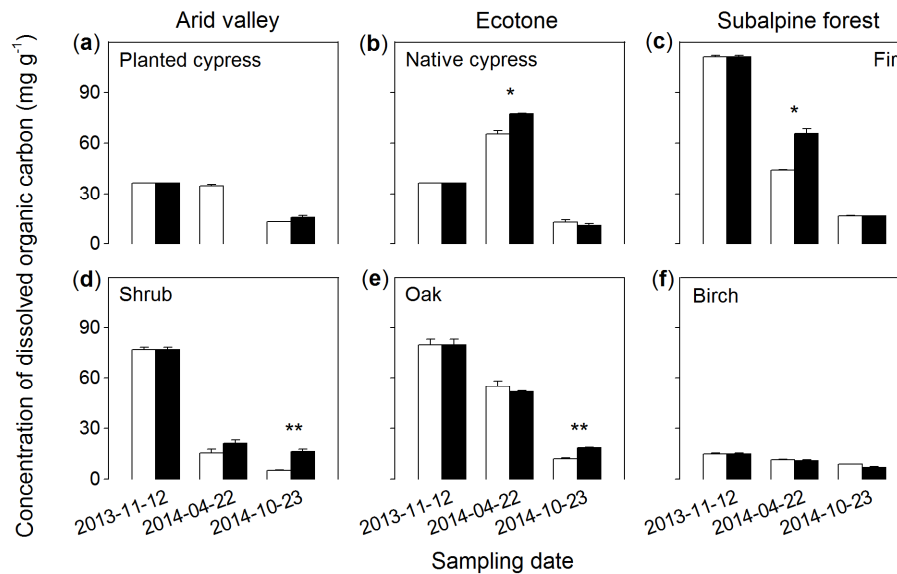 Arid valley Ecotone Subalpine forest
(a) (b) (c)
Planted cypress Native cypress Fir
90
60
30
0
* *
(d) (e) (f)
Shrub Oak Birch
90
60
30
0
** **
2013-11-12 2014-04-22 2014-10-23 2013-11-12 2014-04-22 2014-10-23 2013-11-12 2014-04-22 2014-10-23
Sampling date
Concentration of dissolved organic carbon (mg g⁻¹)